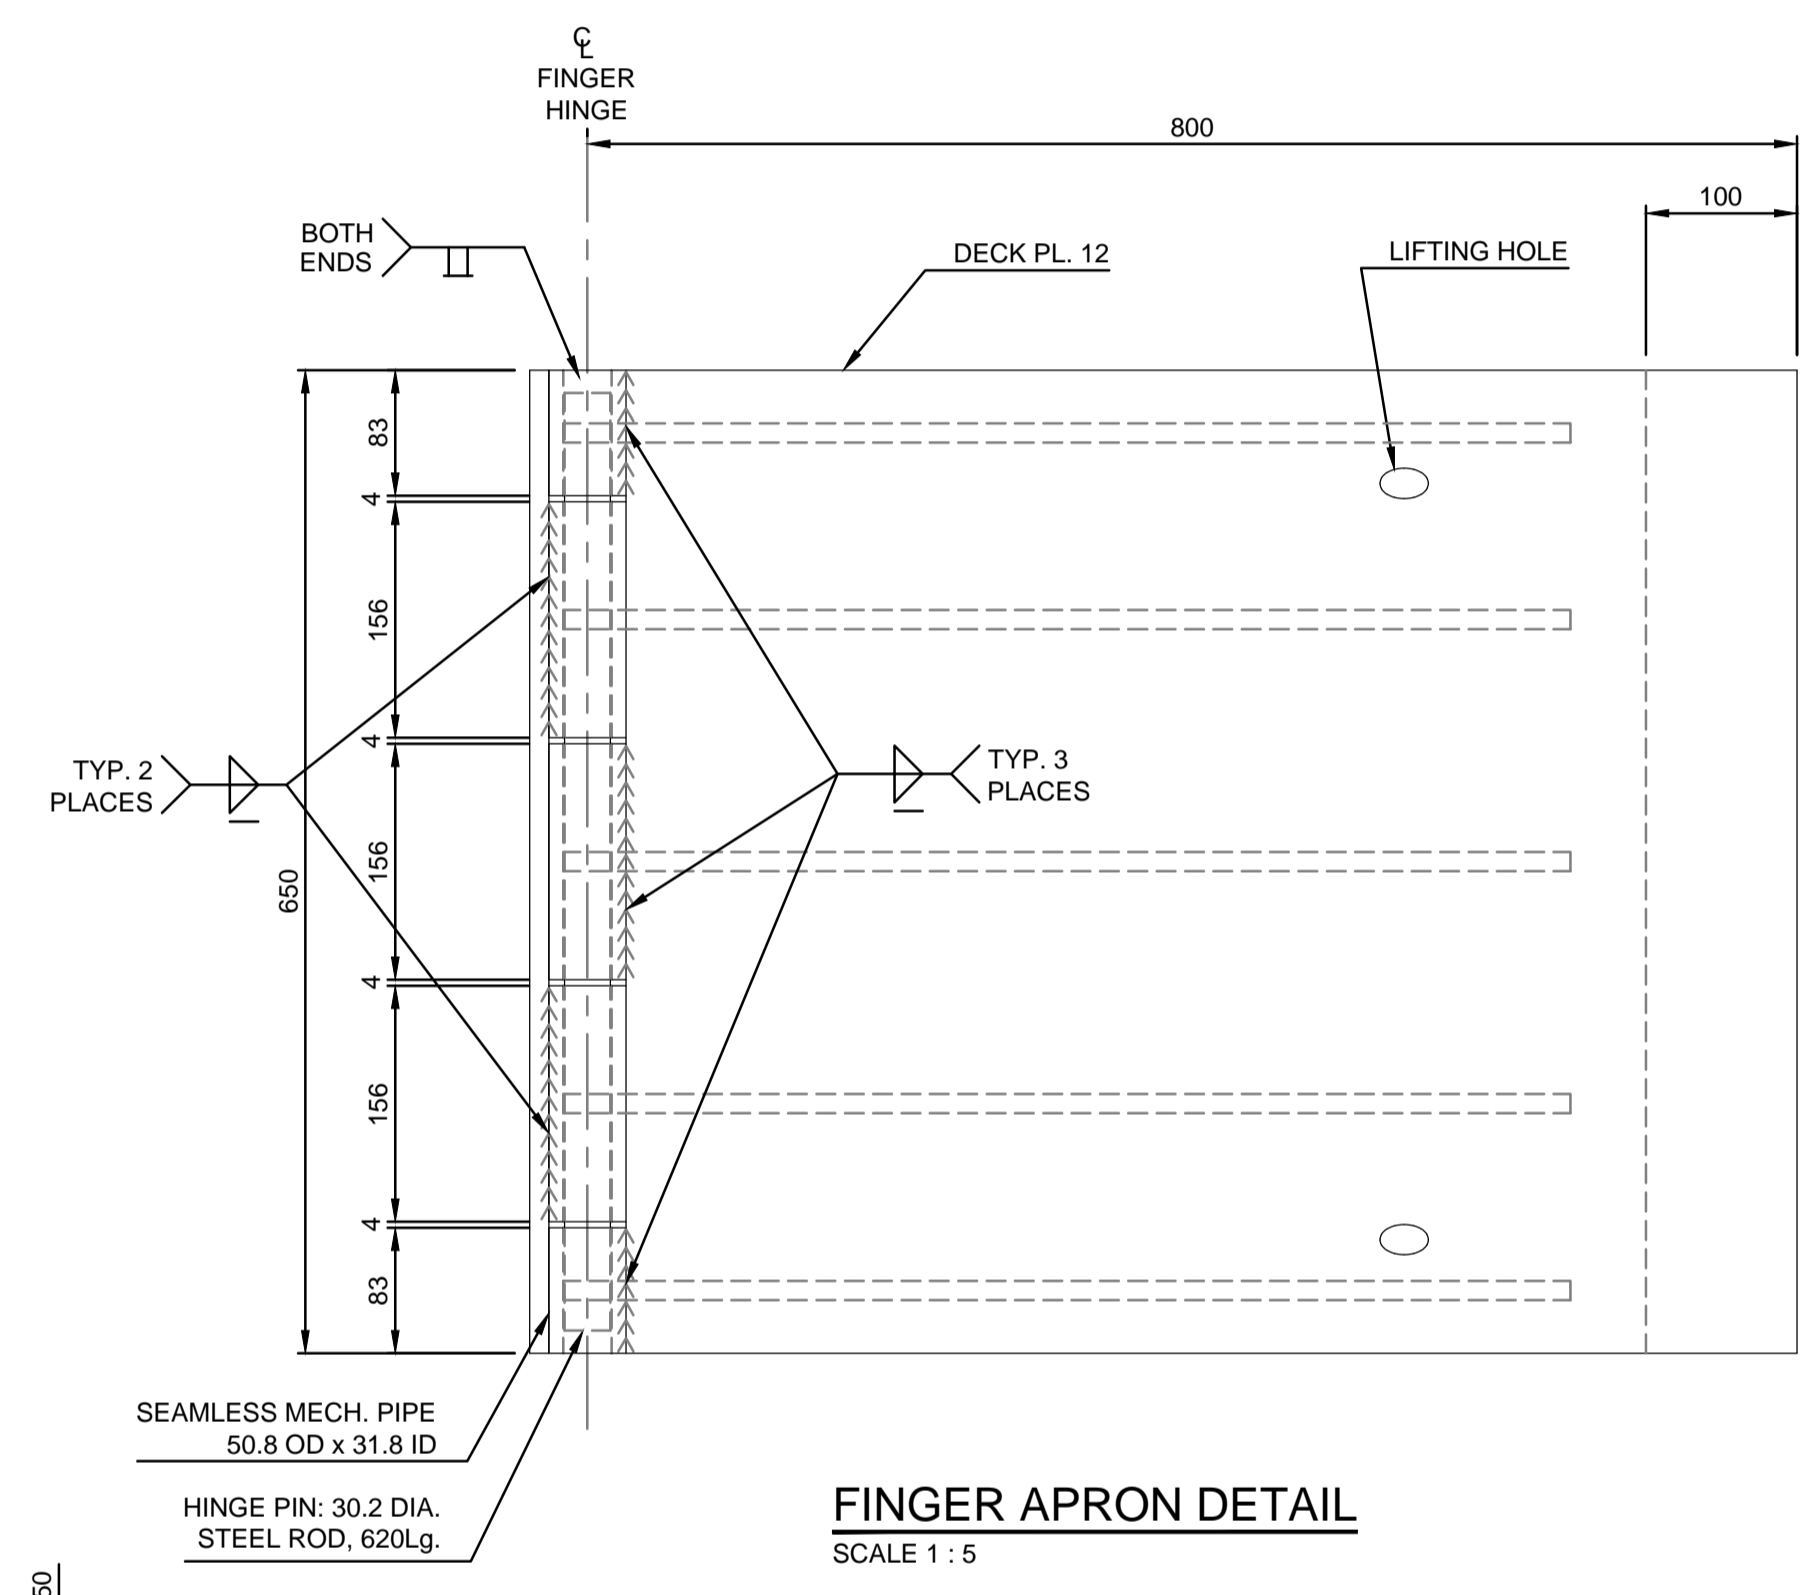 ℄
FINGER
HINGE
800
100
BOTH
ENDS
DECK PL. 12
LIFTING HOLE
83
4
156
4
TYP. 2
PLACES
TYP. 3
PLACES
156
650
4
156
4
83
SEAMLESS MECH. PIPE
50.8 OD x 31.8 ID
HINGE PIN: 30.2 DIA.
STEEL ROD, 620Lg.
FINGER APRON DETAIL
SCALE 1 : 5